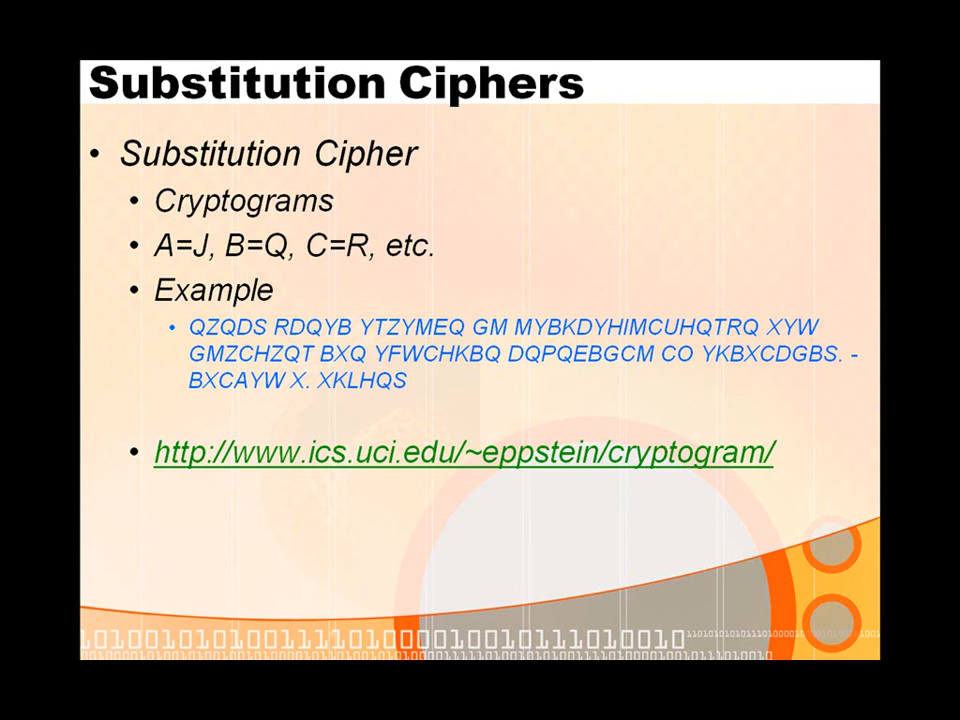 Substitution Ciphers
• Substitution Cipher
• Cryptograms
• A=J, B=Q, C=R, etc.
• Example
• QZQDS RDQYB YTZYMEQ GM MYBKDYHIMCUHQTRQ XYW
GMZCHZQT BXQ YFWCHKBQ DQPQEBGCM CO YKBXCDGBS. -
BXCAYW X. XKLHQS
• http://www.ics.uci.edu/~eppstein/cryptogram/